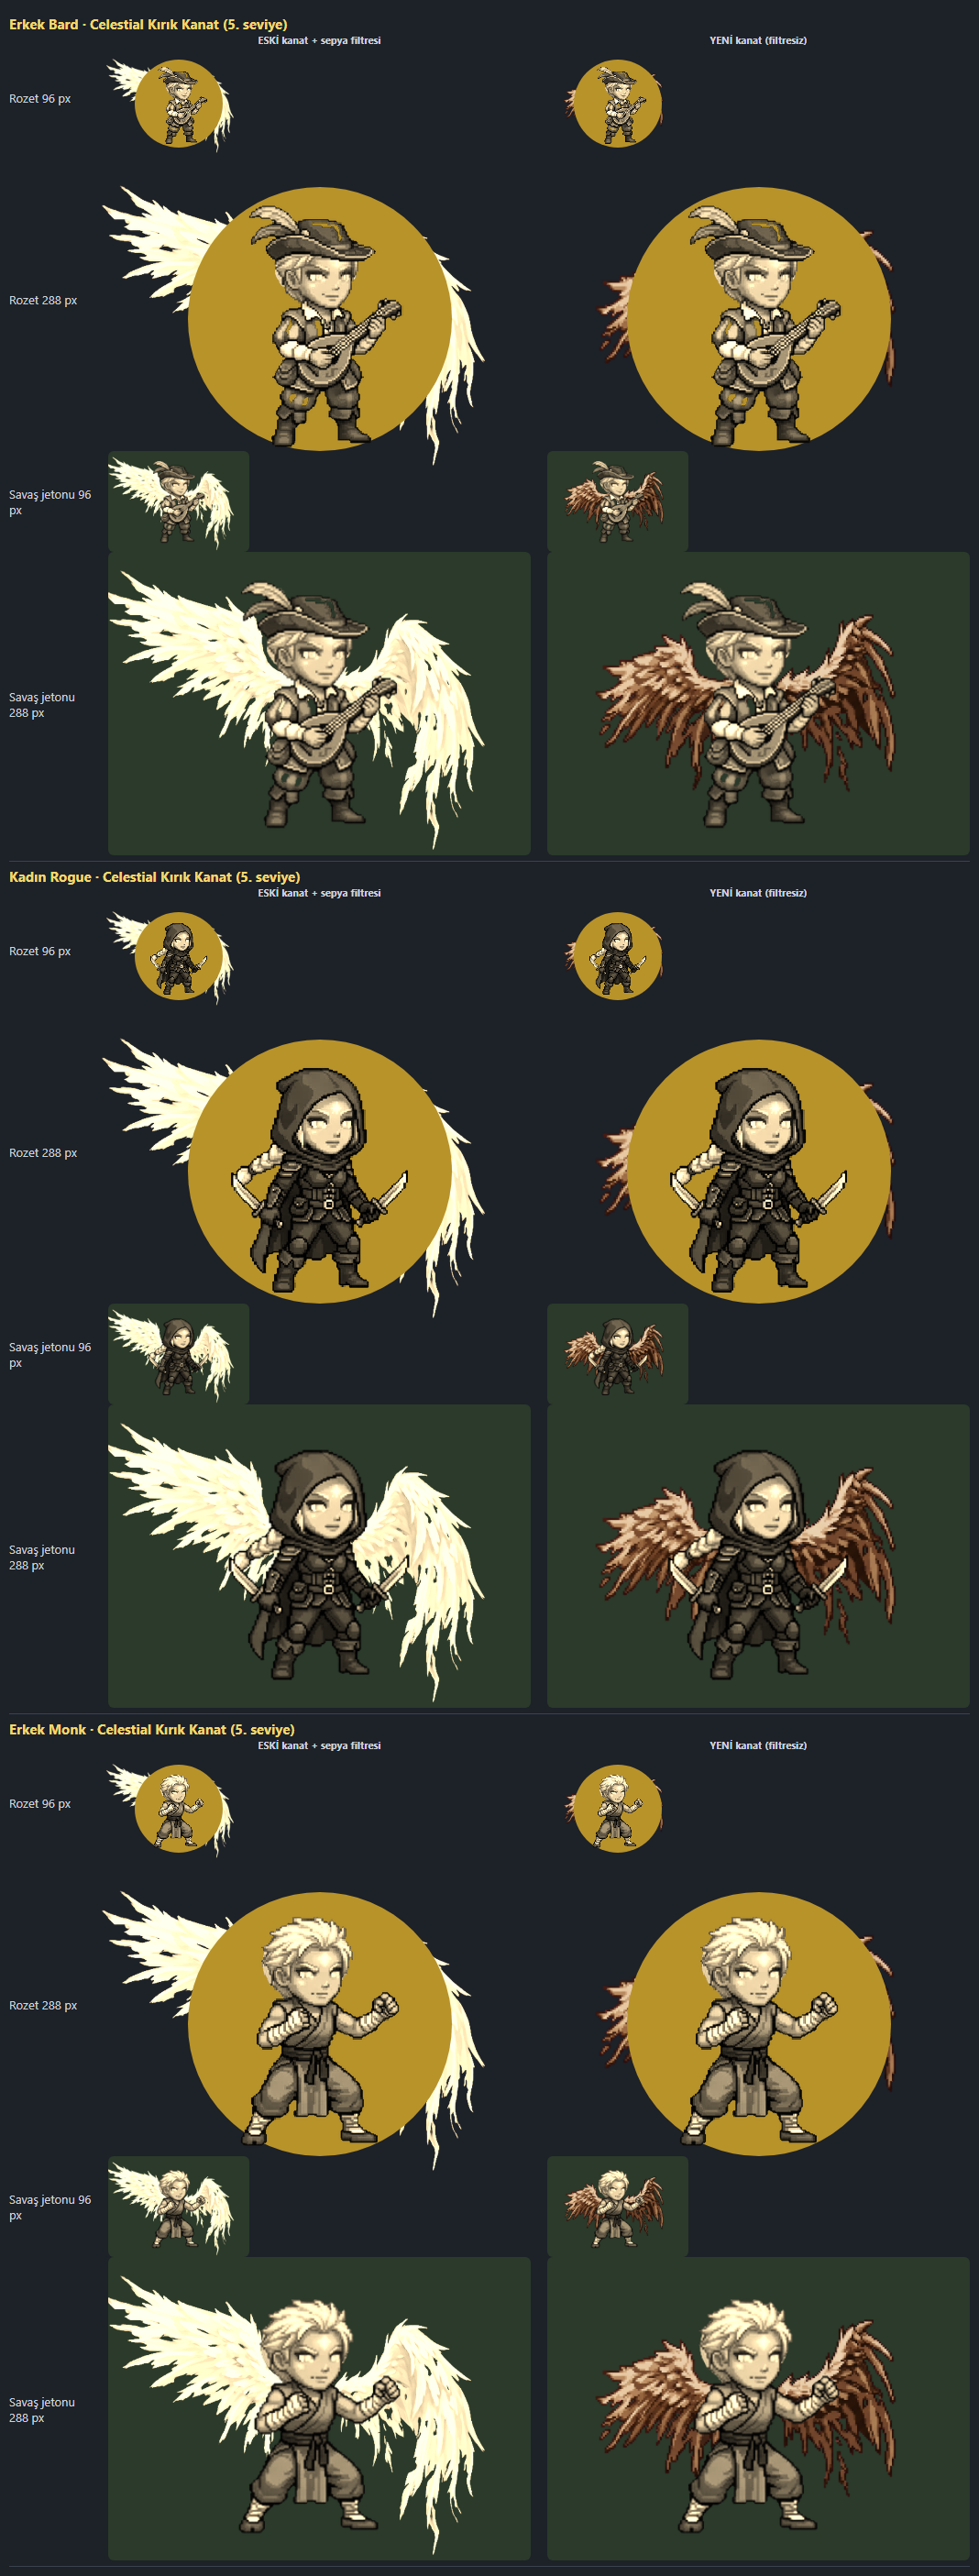 Erkek Bard · Celestial Kırık Kanat (5. seviye)
ESKİ kanat + sepya filtresi
YENİ kanat (filtresiz)
Rozet 96 px
Rozet 288 px
Savaş jetonu 96
px
Savaş jetonu
288 px
Kadın Rogue · Celestial Kırık Kanat (5. seviye)
ESKİ kanat + sepya filtresi
YENİ kanat (filtresiz)
Rozet 96 px
Rozet 288 px
Savaş jetonu 96
px
Savaş jetonu
288 px
Erkek Monk · Celestial Kırık Kanat (5. seviye)
ESKİ kanat + sepya filtresi
YENİ kanat (filtresiz)
Rozet 96 px
Rozet 288 px
Savaş jetonu 96
px
Savaş jetonu
288 px